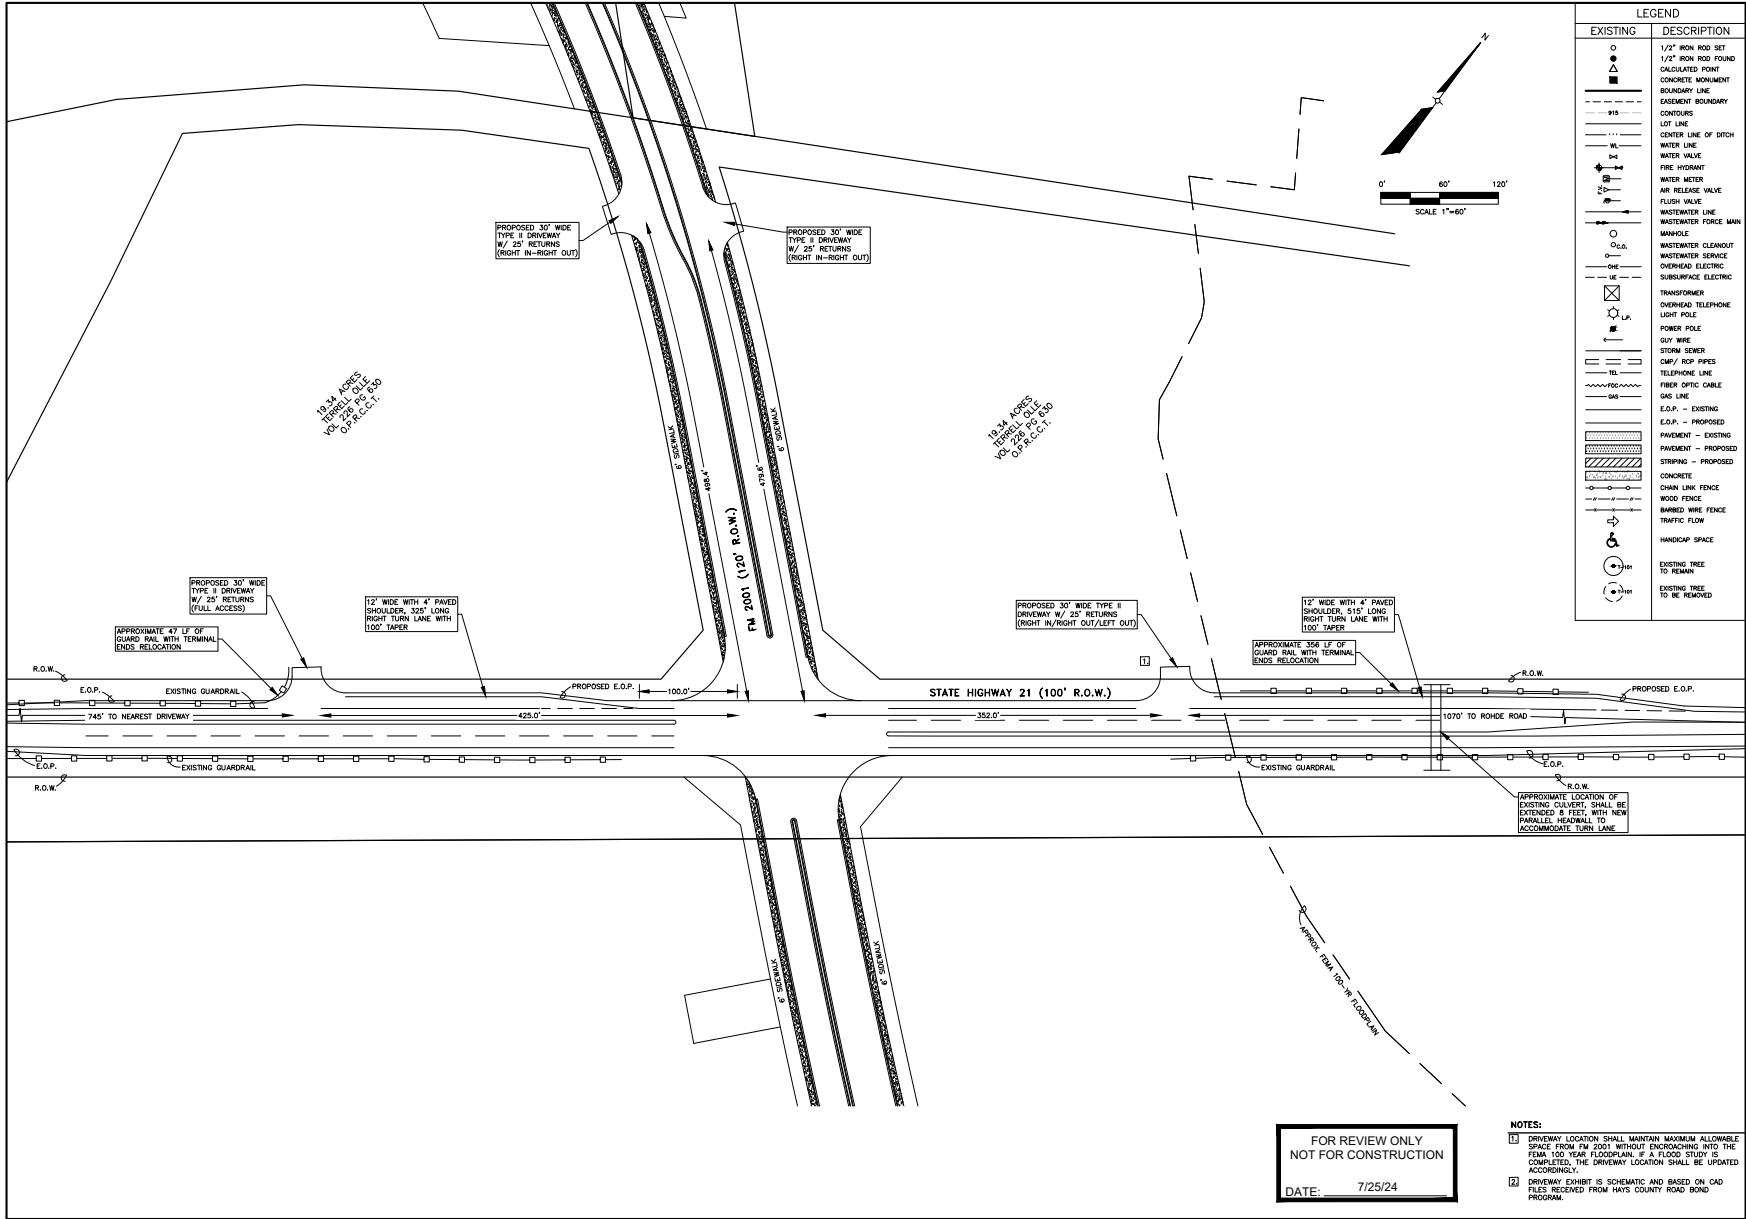 N
0' 60' 120'
SCALE 1"=60'
LEGEND
EXISTING DESCRIPTION
1/2" IRON ROD SET
1/2" IRON ROD FOUND
CALCULATED POINT
CONCRETE MONUMENT
BOUNDARY LINE
EASEMENT BOUNDARY
915 CONTOURS
LOT LINE
CENTER LINE OF DITCH
WL WATER LINE
WATER VALVE
FIRE HYDRANT
WATER METER
AIR RELEASE VALVE
FLUSH VALVE
WASTEWATER LINE
WASTEWATER FORCE MAIN
MANHOLE
C.O. WASTEWATER CLEANOUT
WASTEWATER SERVICE
OHE OVERHEAD ELECTRIC
UE SUBSURFACE ELECTRIC
TRANSFORMER
OVERHEAD TELEPHONE
L.P. LIGHT POLE
POWER POLE
GUY WIRE
STORM SEWER
CMP/ RCP PIPES
TEL TELEPHONE LINE
FOC FIBER OPTIC CABLE
GAS GAS LINE
E.O.P. - EXISTING
E.O.P. - PROPOSED
PAVEMENT - EXISTING
PAVEMENT - PROPOSED
STRIPING - PROPOSED
CONCRETE
CHAIN LINK FENCE
WOOD FENCE
BARBED WIRE FENCE
TRAFFIC FLOW
HANDICAP SPACE
T-101 EXISTING TREE
TO REMAIN
T-101 EXISTING TREE
TO BE REMOVED
PROPOSED 30' WIDE
TYPE II DRIVEWAY
W/ 25' RETURNS
(RIGHT IN-RIGHT OUT)
PROPOSED 30' WIDE
TYPE II DRIVEWAY
W/ 25' RETURNS
(RIGHT IN-RIGHT OUT)
19.34 ACRES
TERRELL OLLE
VOL 226 PG 630
O.P.R.C.C.T.
19.34 ACRES
TERRELL OLLE
VOL 226 PG 630
O.P.R.C.C.T.
6' SIDEWALK
6' SIDEWALK
498.4'
479.6'
FM 2001 (120' R.O.W.)
PROPOSED 30' WIDE
TYPE II DRIVEWAY
W/ 25' RETURNS
(FULL ACCESS)
12' WIDE WITH 4' PAVED
SHOULDER, 325' LONG
RIGHT TURN LANE WITH
100' TAPER
APPROXIMATE 47 LF OF
GUARD RAIL WITH TERMINAL
ENDS RELOCATION
PROPOSED 30' WIDE TYPE II
DRIVEWAY W/ 25' RETURNS
(RIGHT IN/RIGHT OUT/LEFT OUT)
12' WIDE WITH 4' PAVED
SHOULDER, 515' LONG
RIGHT TURN LANE WITH
100' TAPER
APPROXIMATE 356 LF OF
GUARD RAIL WITH TERMINAL
ENDS RELOCATION
1.
R.O.W.
E.O.P.
EXISTING GUARDRAIL
PROPOSED E.O.P.
100.0'
STATE HIGHWAY 21 (100' R.O.W.)
R.O.W.
PROPOSED E.O.P.
745' TO NEAREST DRIVEWAY
425.0'
352.0'
1070' TO ROHDE ROAD
E.O.P.
EXISTING GUARDRAIL
R.O.W.
EXISTING GUARDRAIL
E.O.P.
R.O.W.
APPROXIMATE LOCATION OF
EXISTING CULVERT, SHALL BE
EXTENDED 8 FEET, WITH NEW
PARALLEL HEADWALL TO
ACCOMMODATE TURN LANE
6' SIDEWALK
6' SIDEWALK
APPROX. FEMA 100-YR FLOODPLAIN
FOR REVIEW ONLY
NOT FOR CONSTRUCTION
DATE: 7/25/24
NOTES:
1. DRIVEWAY LOCATION SHALL MAINTAIN MAXIMUM ALLOWABLE
SPACE FROM FM 2001 WITHOUT ENCROACHING INTO THE
FEMA 100 YEAR FLOODPLAIN. IF A FLOOD STUDY IS
COMPLETED, THE DRIVEWAY LOCATION SHALL BE UPDATED
ACCORDINGLY.
2. DRIVEWAY EXHIBIT IS SCHEMATIC AND BASED ON CAD
FILES RECEIVED FROM HAYS COUNTY ROAD BOND
PROGRAM.